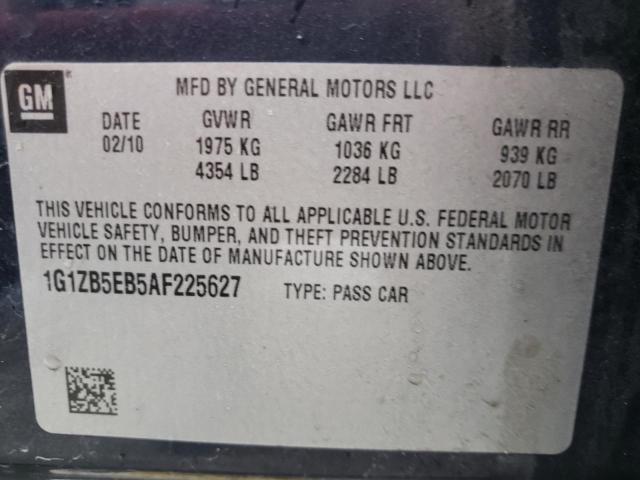 GM
MFD BY GENERAL MOTORS LLC
DATE GVWR GAWR FRT GAWR RR
02/10 1975 KG 1036 KG 939 KG
4354 LB 2284 LB 2070 LB
THIS VEHICLE CONFORMS TO ALL APPLICABLE U.S. FEDERAL MOTOR
VEHICLE SAFETY, BUMPER, AND THEFT PREVENTION STANDARDS IN
EFFECT ON THE DATE OF MANUFACTURE SHOWN ABOVE.
1G1ZB5EB5AF225627 TYPE: PASS CAR